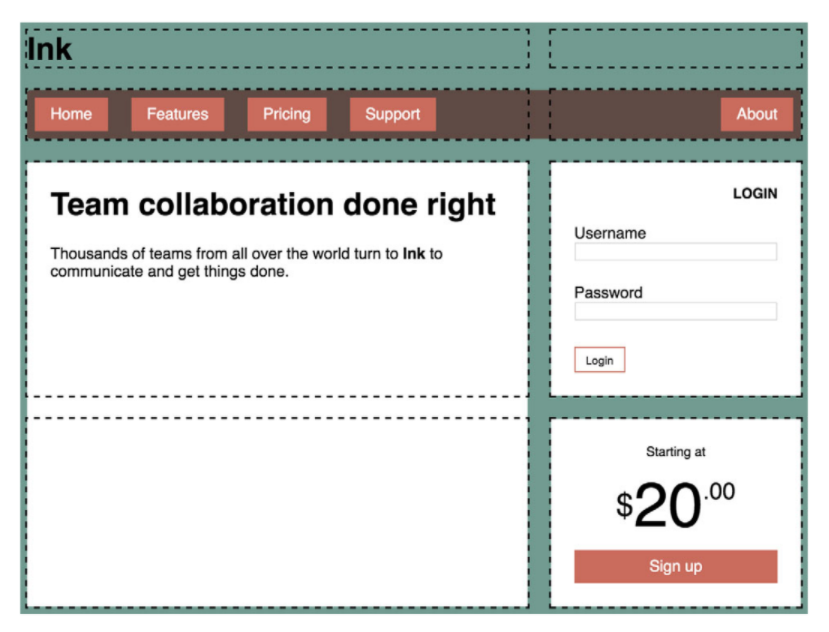 Ink
Home Features Pricing Support About
Team collaboration done right
Thousands of teams from all over the world turn to Ink to
communicate and get things done.
LOGIN
Username
Password
Login
Starting at
$20.00
Sign up